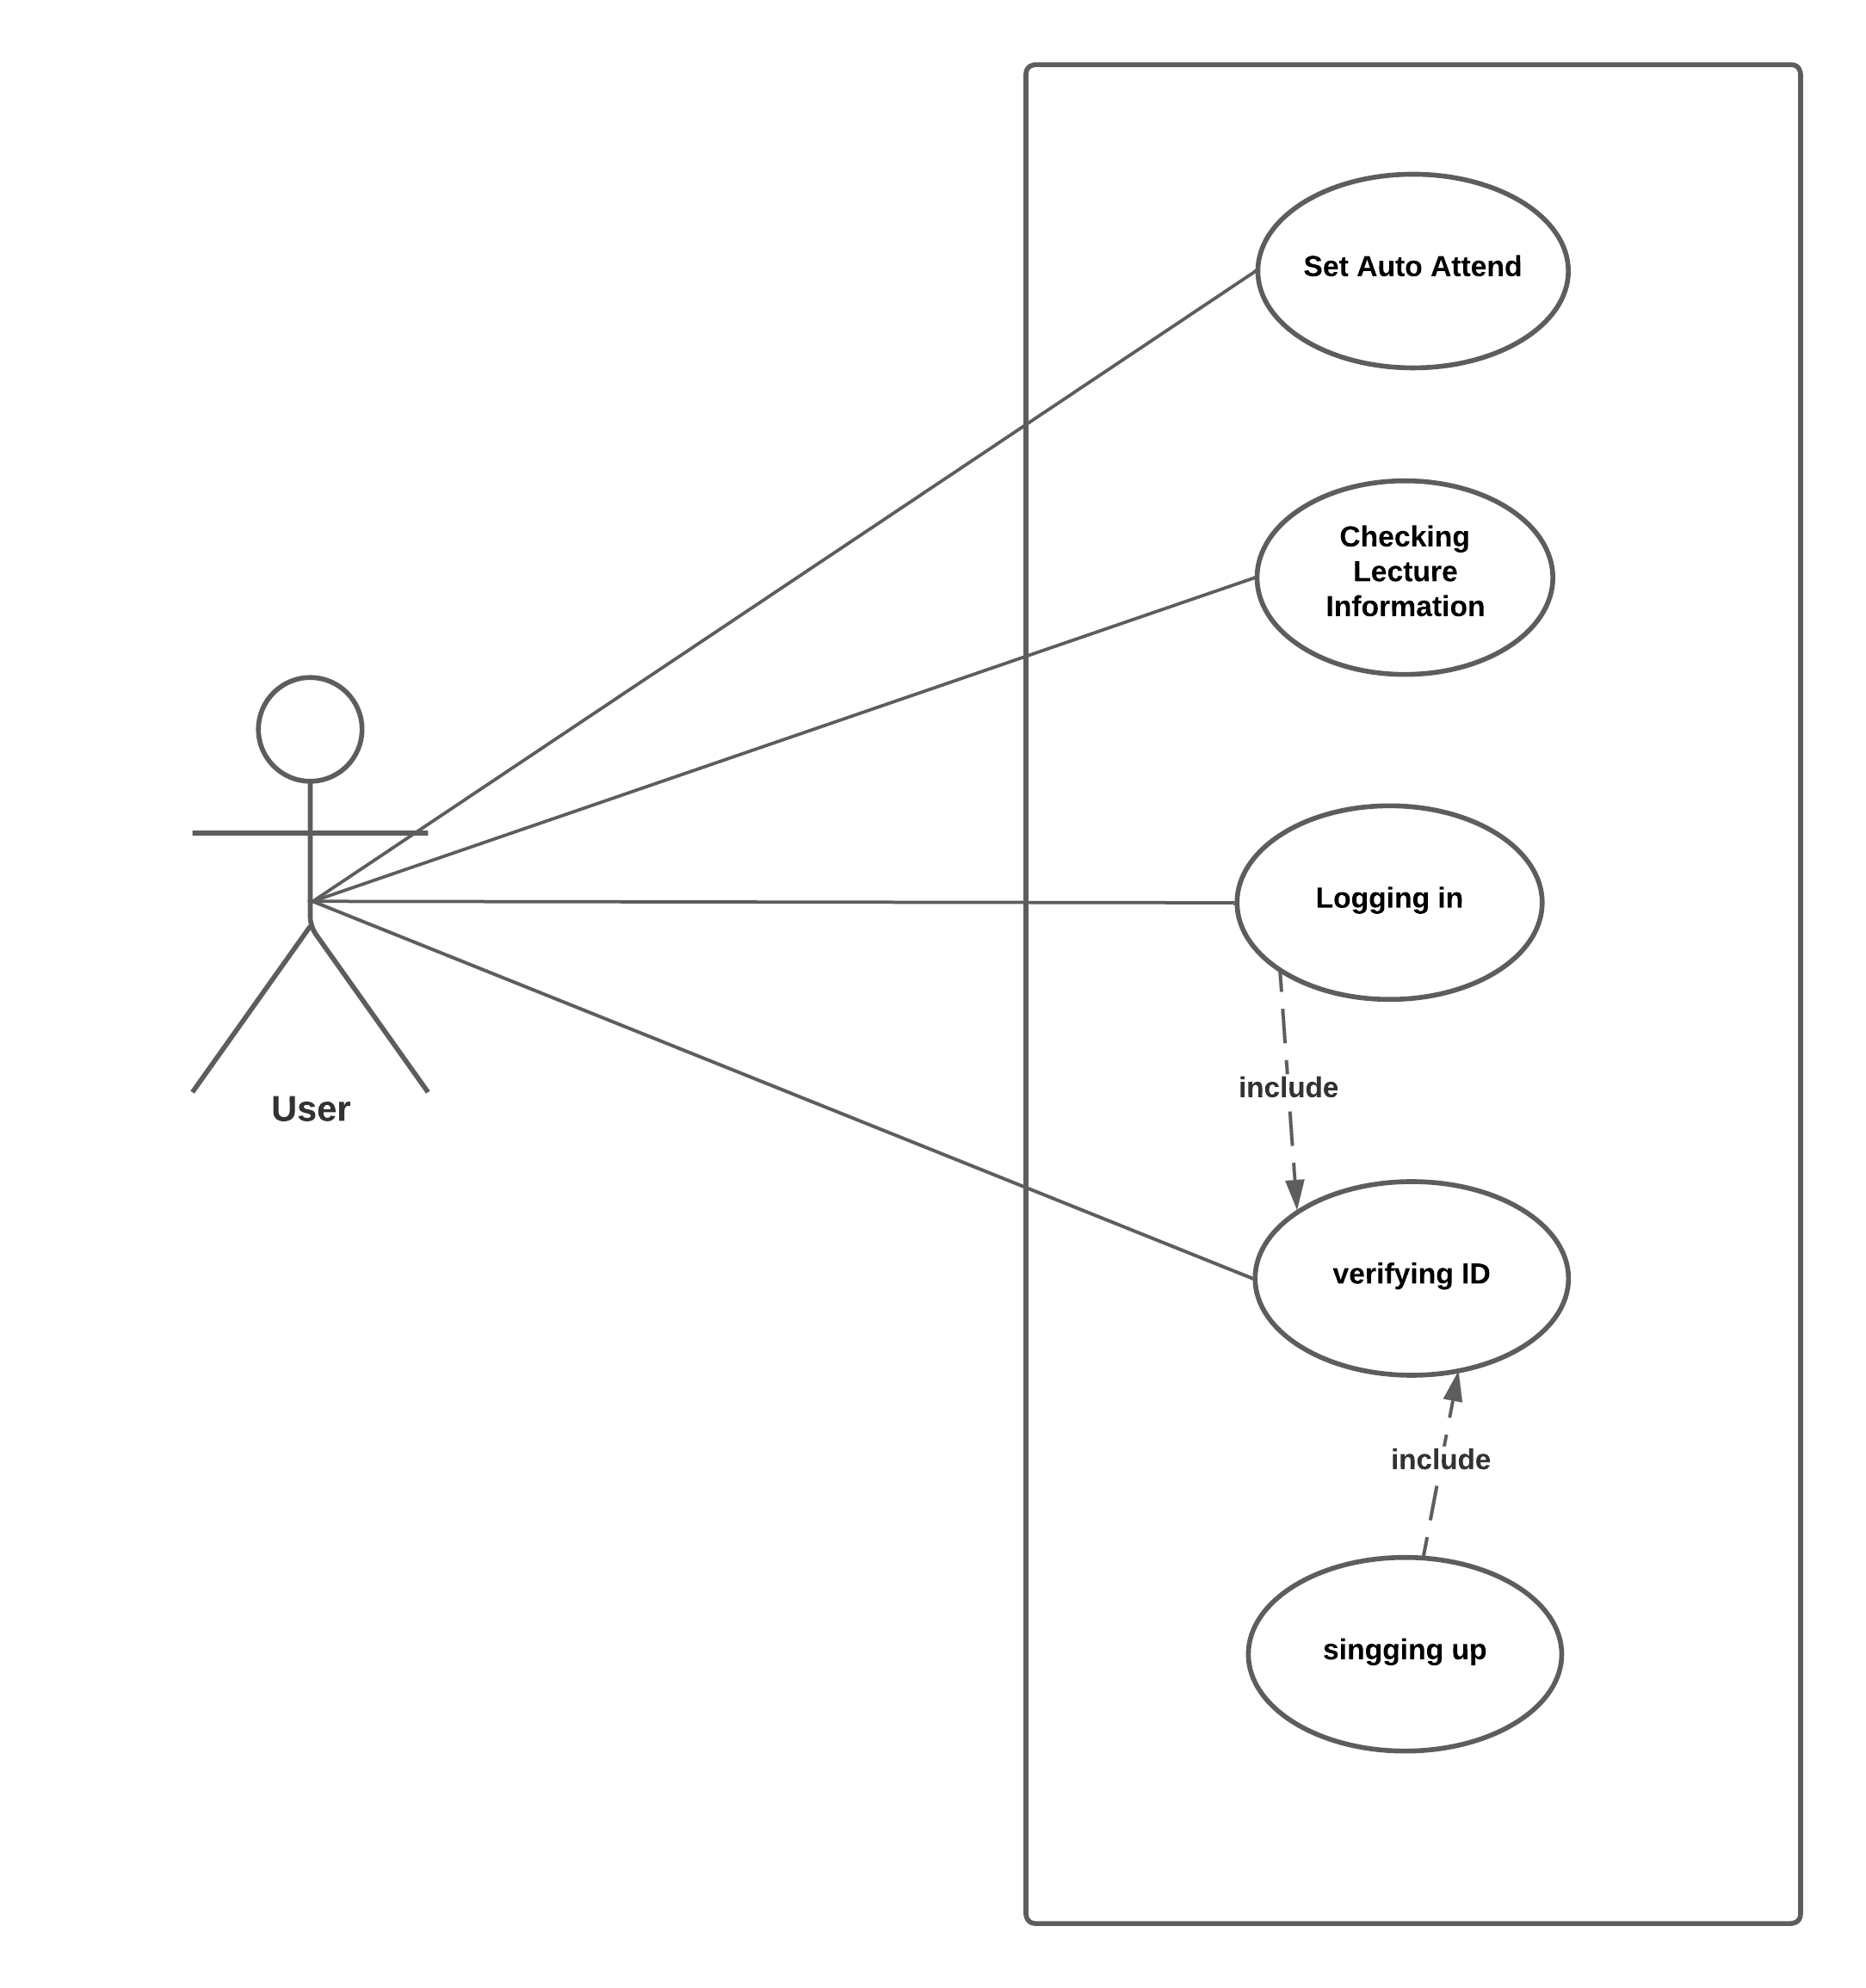 Set Auto Attend
Checking
Lecture
Information
Logging in
include
User
verifying ID
include
singging up